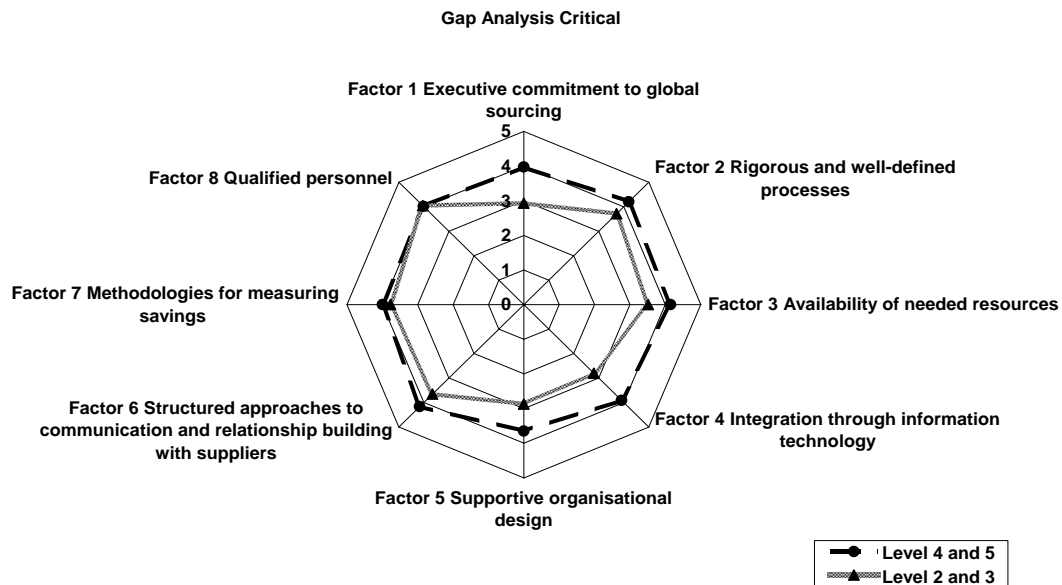 Gap Analysis Critical
Factor 1 Executive commitment to global
sourcing
5
4
3
2
1
0
Factor 2 Rigorous and well-defined
processes
Factor 3 Availability of needed resources
Factor 4 Integration through information
technology
Factor 5 Supportive organisational
design
Factor 6 Structured approaches to
communication and relationship building
with suppliers
Factor 7 Methodologies for measuring
savings
Factor 8 Qualified personnel
Level 4 and 5
Level 2 and 3